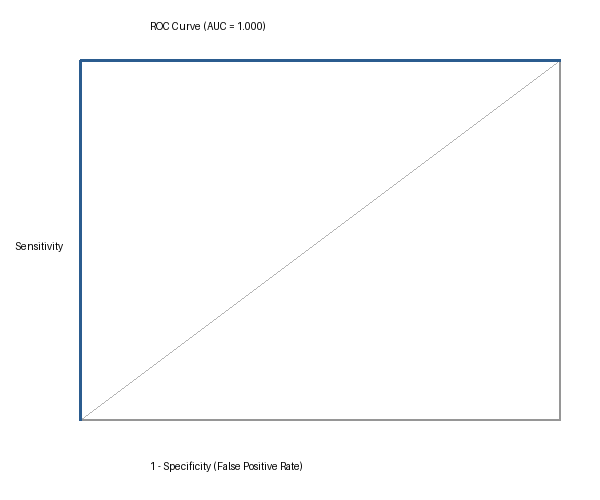 ROC Curve (AUC = 1.000)
Sensitivity
1 - Specificity (False Positive Rate)